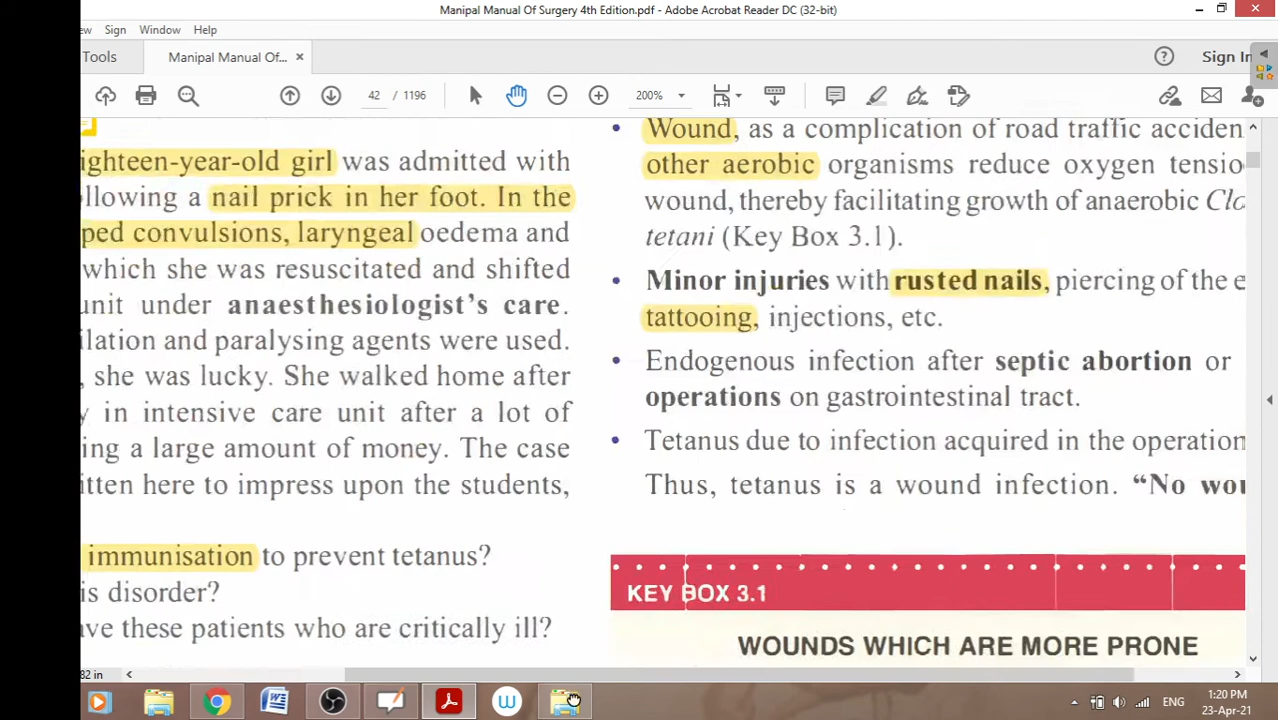 Manipal Manual Of Surgery 4th Edition.pdf - Adobe Acrobat Reader DC (32-bit)
ew Sign Window Help
Tools
Manipal Manual Of... ×
Sign In
42 / 1196
200%
ighteen-year-old girl was admitted with
llowing a nail prick in her foot. In the
ped convulsions, laryngeal oedema and
which she was resuscitated and shifted
unit under anaesthesiologist's care.
ilation and paralysing agents were used.
, she was lucky. She walked home after
y in intensive care unit after a lot of
ing a large amount of money. The case
itten here to impress upon the students,
immunisation to prevent tetanus?
is disorder?
ave these patients who are critically ill?
• Wound, as a complication of road traffic acciden
other aerobic organisms reduce oxygen tensio
wound, thereby facilitating growth of anaerobic Clo
tetani (Key Box 3.1).
• Minor injuries with rusted nails, piercing of the e
tattooing, injections, etc.
• Endogenous infection after septic abortion or
operations on gastrointestinal tract.
• Tetanus due to infection acquired in the operation
Thus, tetanus is a wound infection. “No wou
KEY BOX 3.1
WOUNDS WHICH ARE MORE PRONE
82 in
ENG
1:20 PM
23-Apr-21